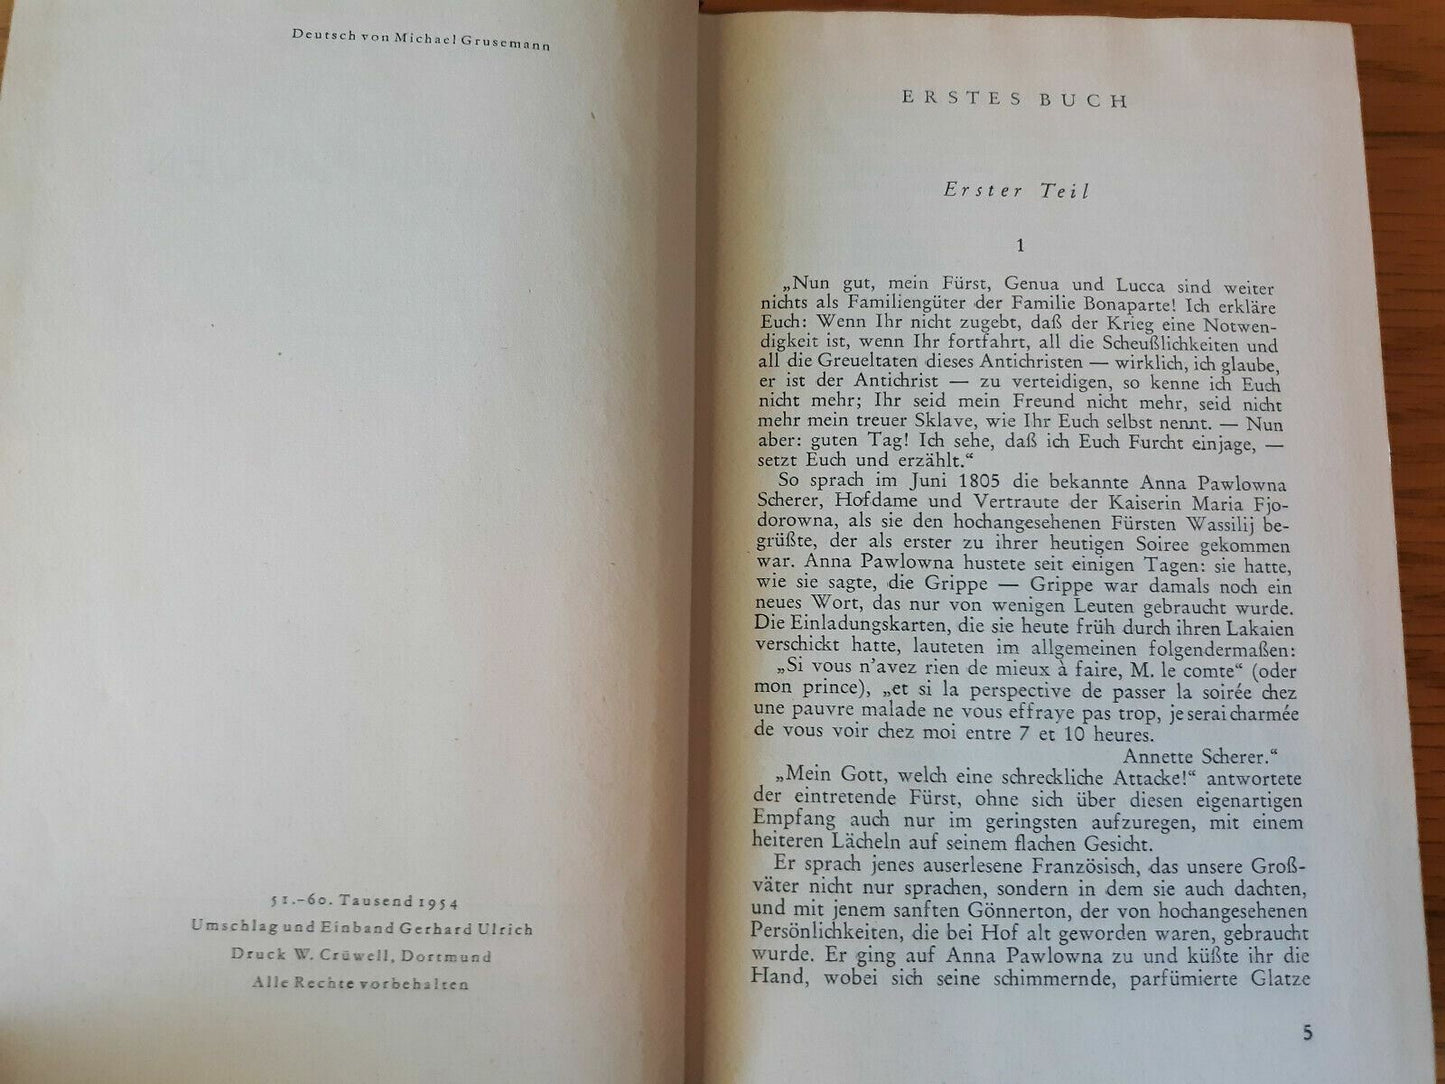 Deutsch von Michael Grusemann
51.–60. Tausend 1954
Umschlag und Einband Gerhard Ulrich
Druck W. Crüwell, Dortmund
Alle Rechte vorbehalten
ERSTES BUCH
Erster Teil
1
„Nun gut, mein Fürst, Genua und Lucca sind weiter
nichts als Familiengüter der Familie Bonaparte! Ich erkläre
Euch: Wenn Ihr nicht zugebt, daß der Krieg eine Notwen-
digkeit ist, wenn Ihr fortfahrt, all die Scheußlichkeiten und
all die Greueltaten dieses Antichristen — wirklich, ich glaube,
er ist der Antichrist — zu verteidigen, so kenne ich Euch
nicht mehr; Ihr seid mein Freund nicht mehr, seid nicht
mehr mein treuer Sklave, wie Ihr Euch selbst nennt. — Nun
aber: guten Tag! Ich sehe, daß ich Euch Furcht einjage, —
setzt Euch und erzählt.“
So sprach im Juni 1805 die bekannte Anna Pawlowna
Scherer, Hofdame und Vertraute der Kaiserin Maria Fjo-
dorowna, als sie den hochangesehenen Fürsten Wassilij be-
grüßte, der als erster zu ihrer heutigen Soiree gekommen
war. Anna Pawlowna hustete seit einigen Tagen: sie hatte,
wie sie sagte, die Grippe — Grippe war damals noch ein
neues Wort, das nur von wenigen Leuten gebraucht wurde.
Die Einladungskarten, die sie heute früh durch ihren Lakaien
verschickt hatte, lauteten im allgemeinen folgendermaßen:
„Si vous n’avez rien de mieux à faire, M. le comte“ (oder
mon prince), „et si la perspective de passer la soirée chez
une pauvre malade ne vous effraye pas trop, je serai charmée
de vous voir chez moi entre 7 et 10 heures.
Annette Scherer.“
„Mein Gott, welch eine schreckliche Attacke!“ antwortete
der eintretende Fürst, ohne sich über diesen eigenartigen
Empfang auch nur im geringsten aufzuregen, mit einem
heiteren Lächeln auf seinem flachen Gesicht.
Er sprach jenes auserlesene Französisch, das unsere Groß-
väter nicht nur sprachen, sondern in dem sie auch dachten,
und mit jenem sanften Gönnerton, der von hochangesehenen
Persönlichkeiten, die bei Hof alt geworden waren, gebraucht
wurde. Er ging auf Anna Pawlowna zu und küßte ihr die
Hand, wobei sich seine schimmernde, parfümierte Glatze
5